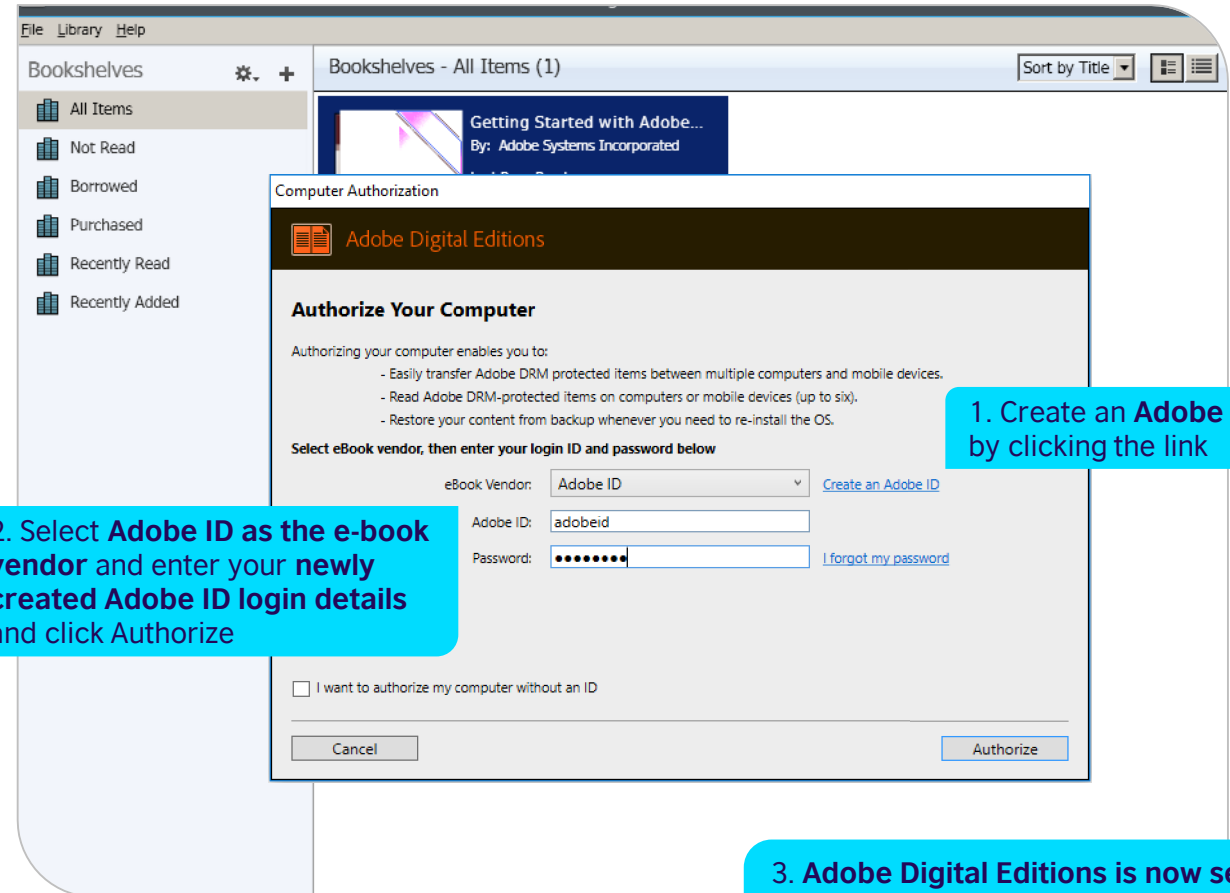 File Library Help
Bookshelves
Bookshelves - All Items (1)
Sort by Title
All Items
Not Read
Borrowed
Purchased
Recently Read
Recently Added
Getting Started with Adobe...
By: Adobe Systems Incorporated
Computer Authorization
Adobe Digital Editions
Authorize Your Computer
Authorizing your computer enables you to:
- Easily transfer Adobe DRM protected items between multiple computers and mobile devices.
- Read Adobe DRM-protected items on computers or mobile devices (up to six).
- Restore your content from backup whenever you need to re-install the OS.
Select eBook vendor, then enter your login ID and password below
eBook Vendor: Adobe ID Create an Adobe ID
Adobe ID: adobeid
Password: •••••••• I forgot my password
I want to authorize my computer without an ID
Cancel
Authorize
1. Create an Adobe
by clicking the link
2. Select Adobe ID as the e-book
vendor and enter your newly
created Adobe ID login details
and click Authorize
3. Adobe Digital Editions is now